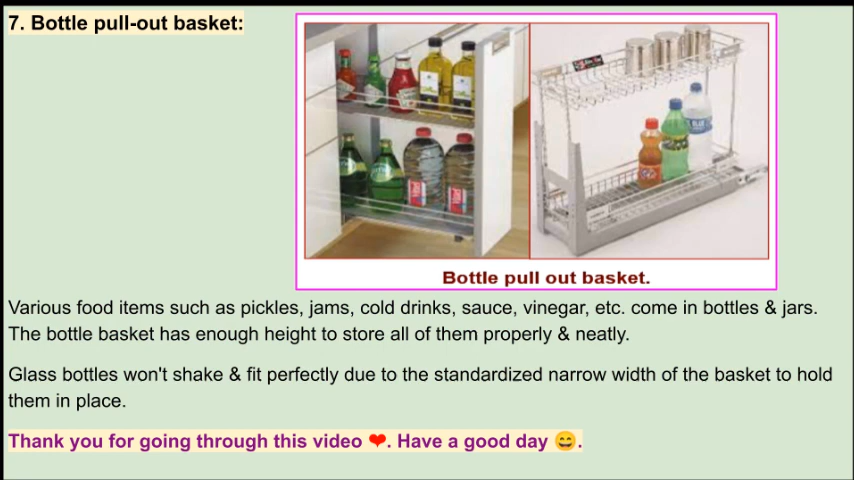 7. Bottle pull-out basket:
Bottle pull out basket.
Various food items such as pickles, jams, cold drinks, sauce, vinegar, etc. come in bottles & jars.
The bottle basket has enough height to store all of them properly & neatly.
Glass bottles won't shake & fit perfectly due to the standardized narrow width of the basket to hold
them in place.
Thank you for going through this video ❤. Have a good day 😄.